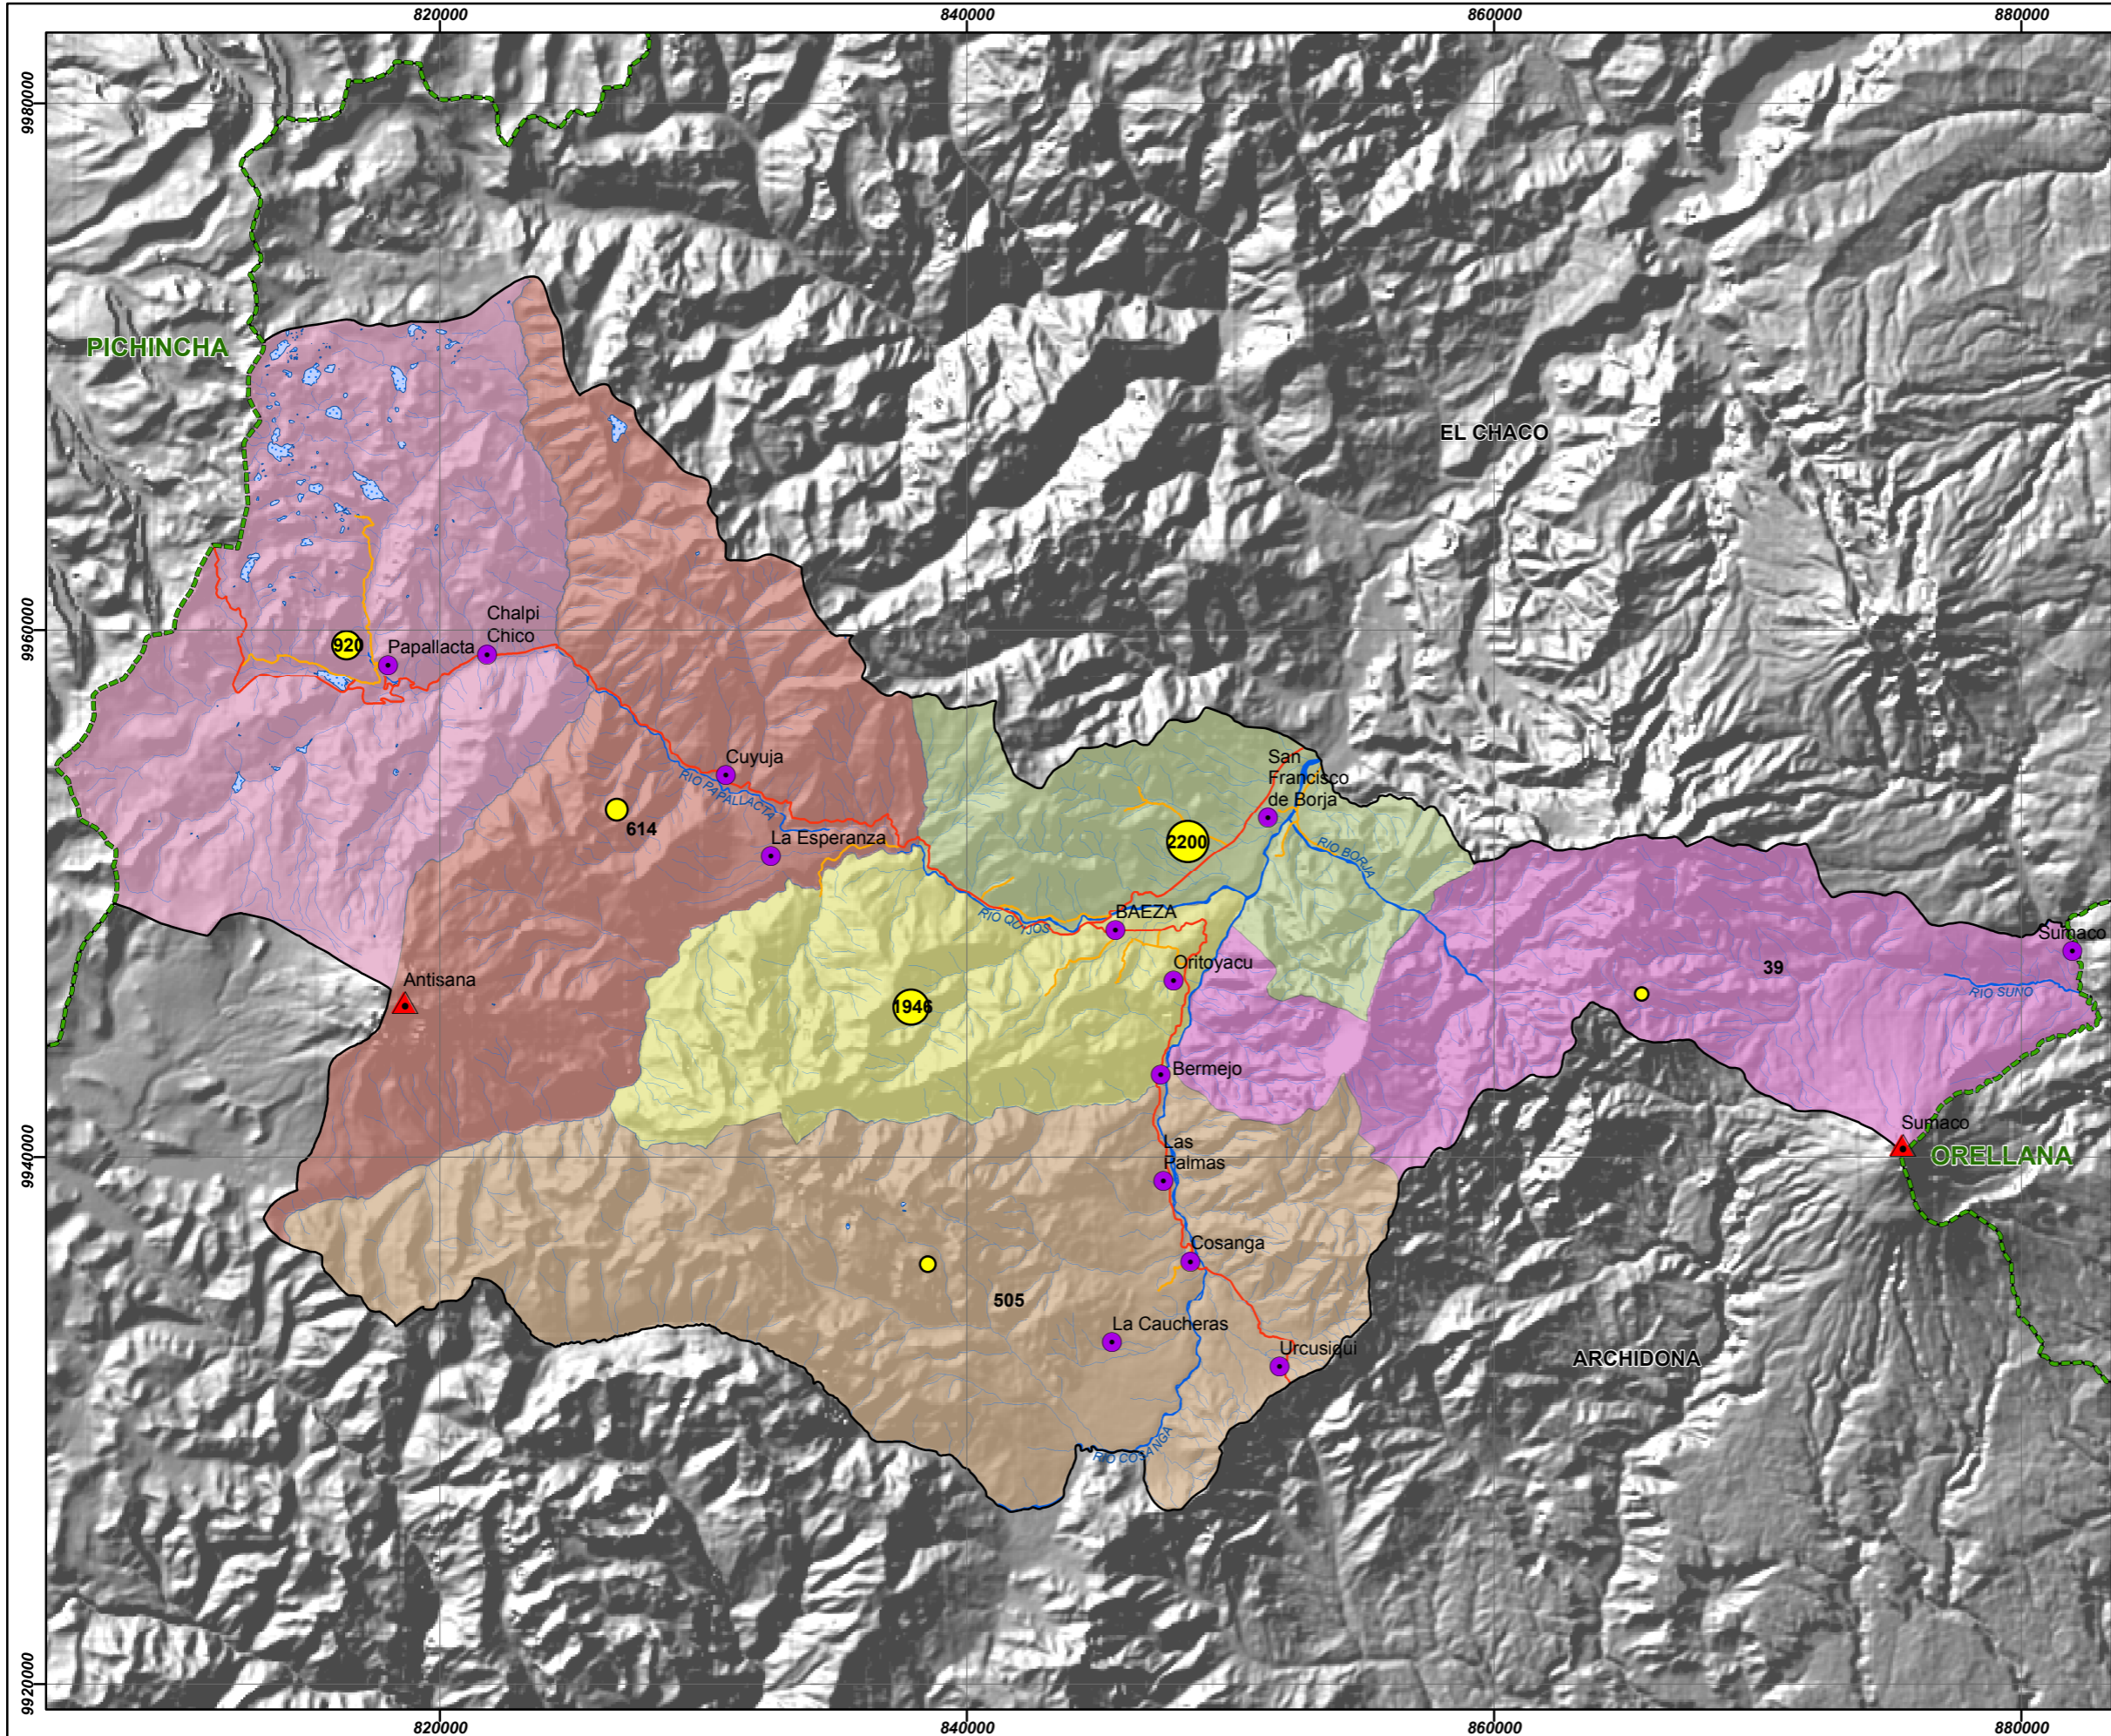 820000
840000
860000
880000
9980000
PICHINCHA
EL CHACO
9960000
Chalpi
Chico
920
Papallacta
Cuyuja
San
Francisco
de Borja
RIO PAPALLACTA
614
La Esperanza
2200
RIO BORJA
BAEZA
RIO QUIJOS
Sumaco
39
Antisana
Oritoyacu
RIO SUNO
1946
Bermejo
Sumaco
9940000
Las
Palmas
ORELLANA
Cosanga
505
La Caucheras
Urcusiqui
ARCHIDONA
RIO COSANGA
9920000
820000
840000
860000
880000